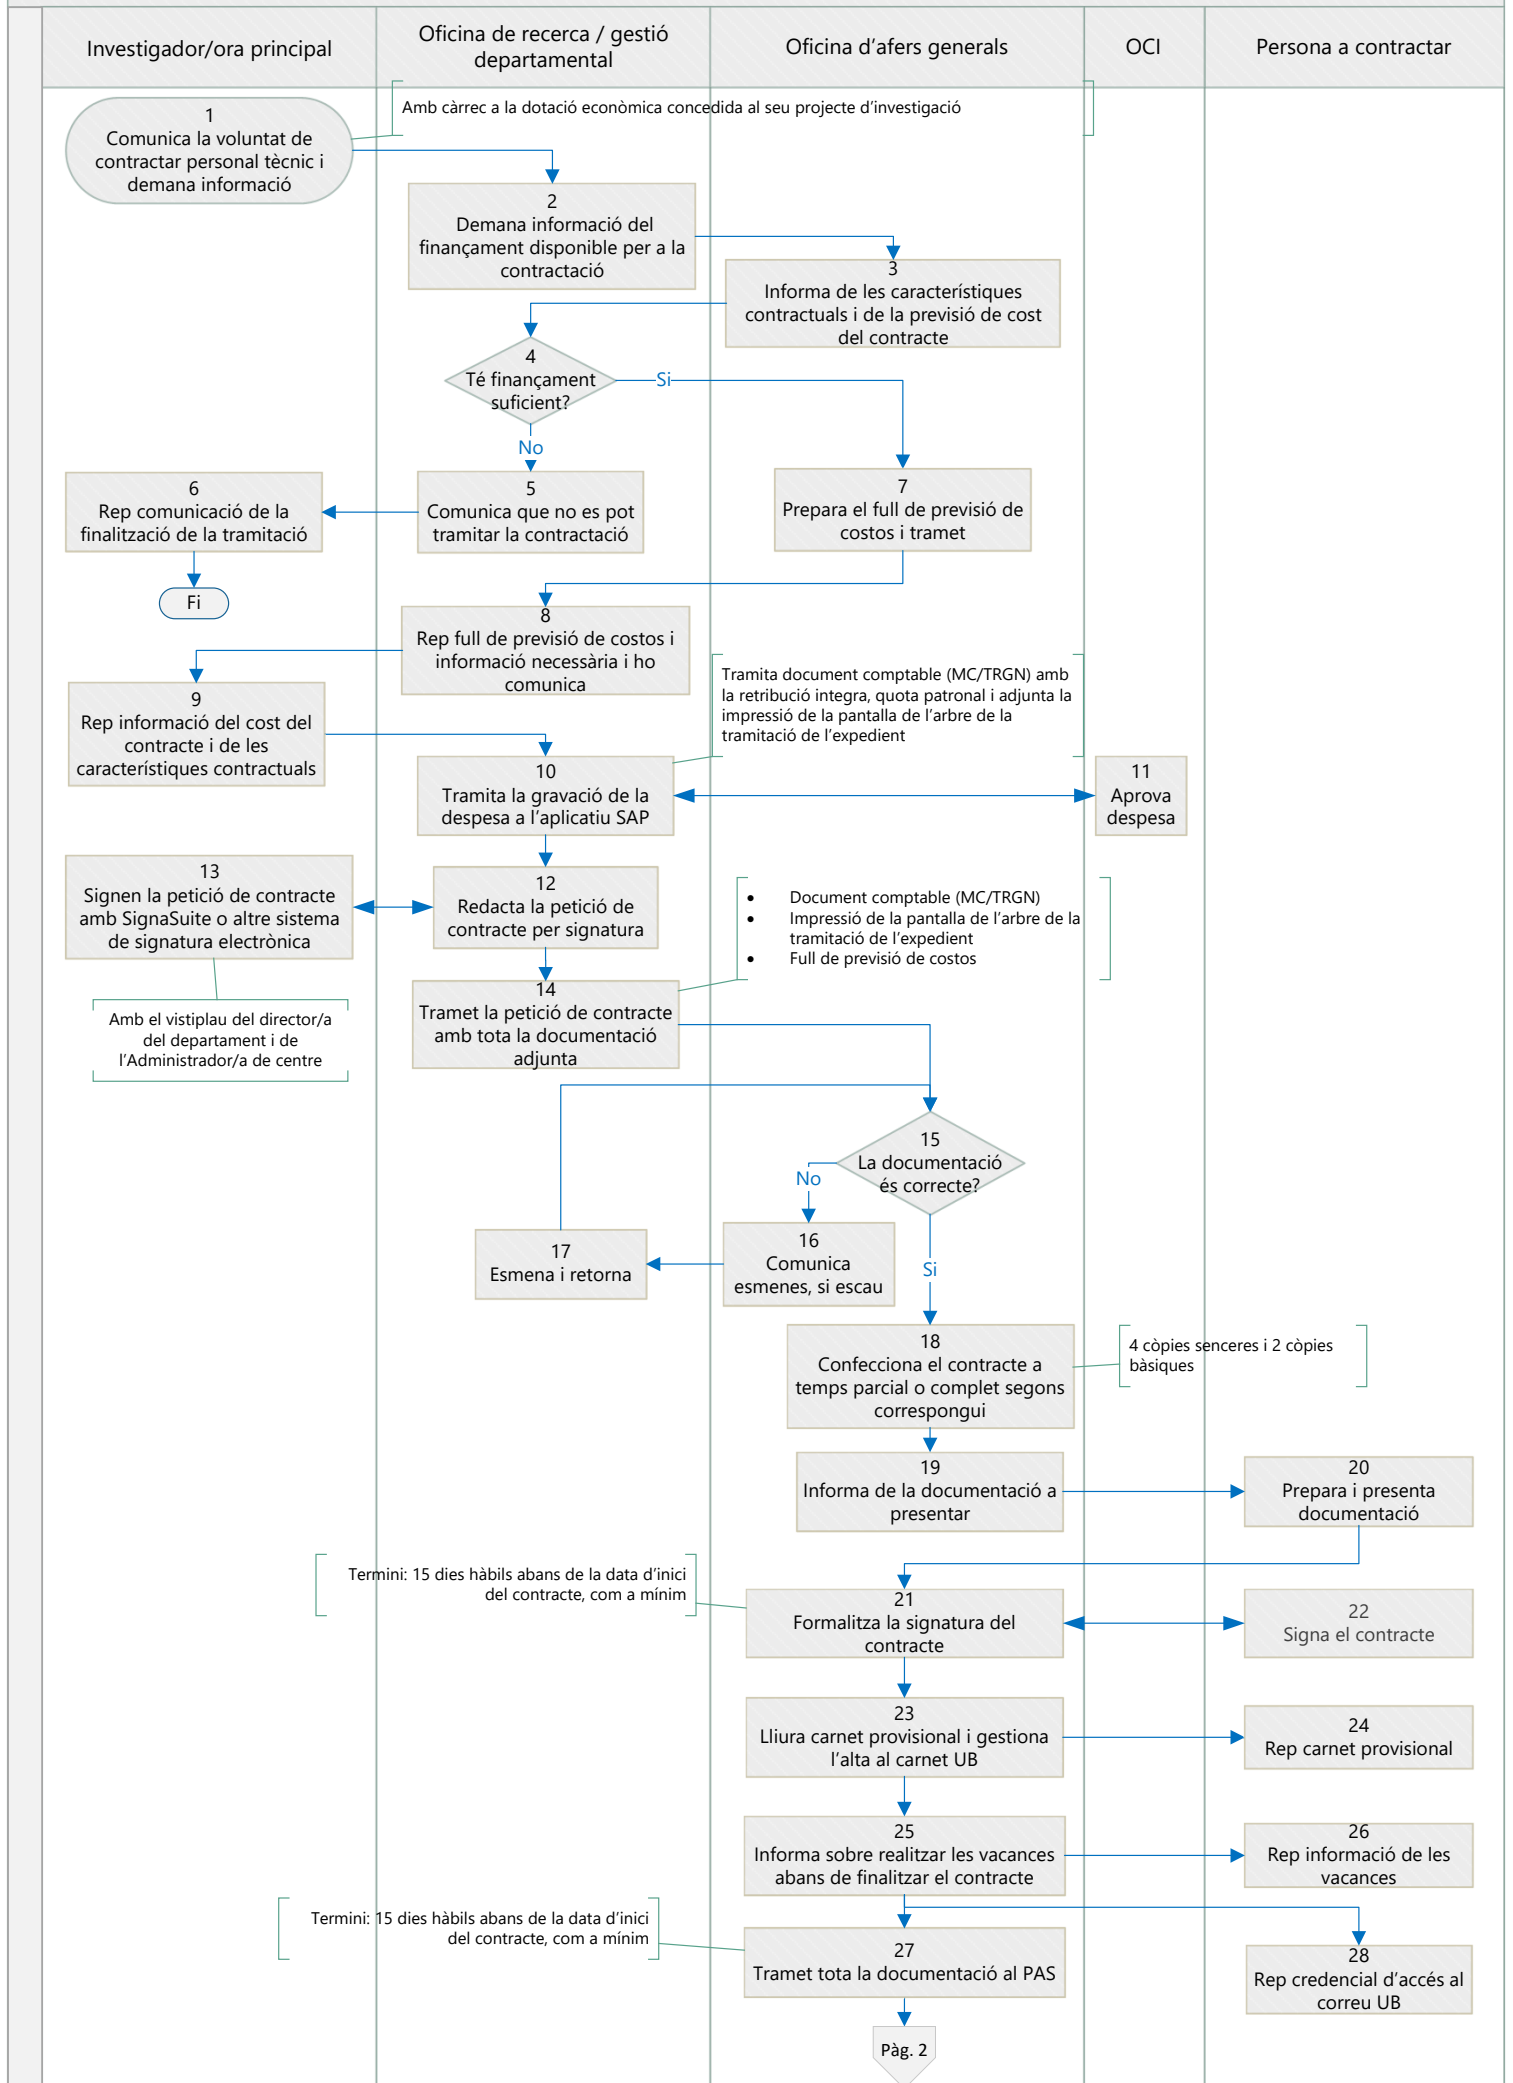 Investigador/ora principal
Oficina de recerca / gestió
departamental
Oficina d'afers generals
OCI
Persona a contractar
1
Comunica la voluntat de
contractar personal tècnic i
demana informació
Amb càrrec a la dotació econòmica concedida al seu projecte d'investigació
2
Demana informació del
finançament disponible per a la
contractació
3
Informa de les característiques
contractuals i de la previsió de cost
del contracte
4
Té finançament
suficient?
Si
No
5
Comunica que no es pot
tramitar la contractació
6
Rep comunicació de la
finalització de la tramitació
Fi
7
Prepara el full de previsió de
costos i tramet
8
Rep full de previsió de costos i
informació necessària i ho
comunica
9
Rep informació del cost del
contracte i de les
característiques contractuals
Tramita document comptable (MC/TRGN) amb
la retribució integra, quota patronal i adjunta la
impressió de la pantalla de l'arbre de la
tramitació de l'expedient
10
Tramita la gravació de la
despesa a l'aplicatiu SAP
11
Aprova
despesa
12
Redacta la petició de
contracte per signatura
13
Signen la petició de contracte
amb SignaSuite o altre sistema
de signatura electrònica
Amb el vistiplau del director/a
del departament i de
l'Administrador/a de centre
• Document comptable (MC/TRGN)
• Impressió de la pantalla de l'arbre de la
tramitació de l'expedient
• Full de previsió de costos
14
Tramet la petició de contracte
amb tota la documentació
adjunta
15
La documentació
és correcte?
No
Si
16
Comunica
esmenes, si escau
17
Esmena i retorna
18
Confecciona el contracte a
temps parcial o complet segons
correspongui
4 còpies senceres i 2 còpies
bàsiques
19
Informa de la documentació a
presentar
20
Prepara i presenta
documentació
Termini: 15 dies hàbils abans de la data d'inici
del contracte, com a mínim
21
Formalitza la signatura del
contracte
22
Signa el contracte
23
Lliura carnet provisional i gestiona
l'alta al carnet UB
24
Rep carnet provisional
25
Informa sobre realitzar les vacances
abans de finalitzar el contracte
26
Rep informació de les
vacances
Termini: 15 dies hàbils abans de la data d'inici
del contracte, com a mínim
27
Tramet tota la documentació al PAS
28
Rep credencial d'accés al
correu UB
Pàg. 2